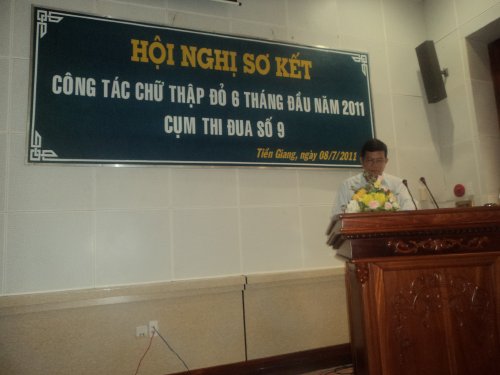 HỘI NGHỊ SƠ KẾT
CÔNG TÁC CHỮ THẬP ĐỎ 6 THÁNG ĐẦU NĂM 2011
CỤM THI ĐUA SỐ 9
Tiền Giang, ngày 08/7/2011